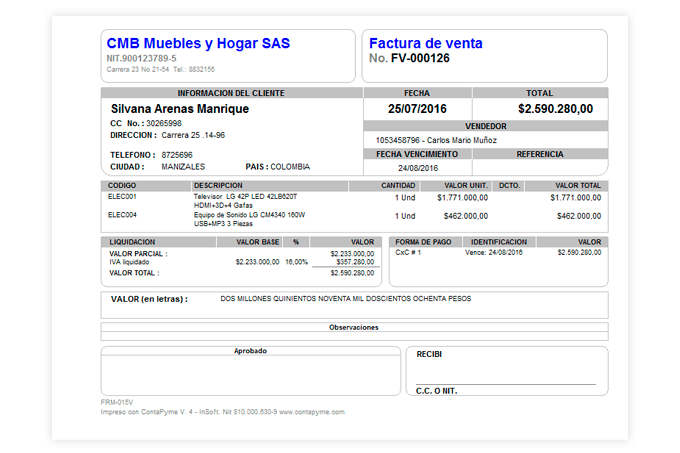 CMB Muebles y Hogar SAS
NIT.900123789-5
Carrera 23 No 21-54 Tel.: 8832156
Factura de venta
No. FV-000126
INFORMACION DEL CLIENTE
Silvana Arenas Manrique
CC No. : 30265998
DIRECCION : Carrera 25 .14-96
TELEFONO : 8725696
CIUDAD : MANIZALES PAIS : COLOMBIA
FECHA TOTAL
25/07/2016 $2.590.280,00
VENDEDOR
1053458796 - Carlos Mario Muñoz
FECHA VENCIMIENTO REFERENCIA
24/08/2016
CODIGO DESCRIPCION CANTIDAD VALOR UNIT. DCTO. VALOR TOTAL
ELEC001 Televisor LG 42P LED 42LB620T 1 Und $1.771.000,00 $1.771.000,00
HDMI+3D+4 Gafas
ELEC004 Equipo de Sonido LG CM4340 160W 1 Und $462.000,00 $462.000,00
USB+MP3 3 Piezas
LIQUIDACION VALOR BASE % VALOR
VALOR PARCIAL : $2.233.000,00
IVA liquidado $2.233.000,00 16,00% $357.280,00
VALOR TOTAL : $2.590.280,00
FORMA DE PAGO IDENTIFICACION VALOR
CxC # 1 Vence: 24/08/2016 $2.590.280,00
VALOR (en letras) : DOS MILLONES QUINIENTOS NOVENTA MIL DOSCIENTOS OCHENTA PESOS
Observaciones
Aprobado
RECIBI
C.C. O NIT.
FRM-015V
Impreso con ContaPyme V. 4 - InSoft. Nit 810.000.630-9 www.contapyme.com